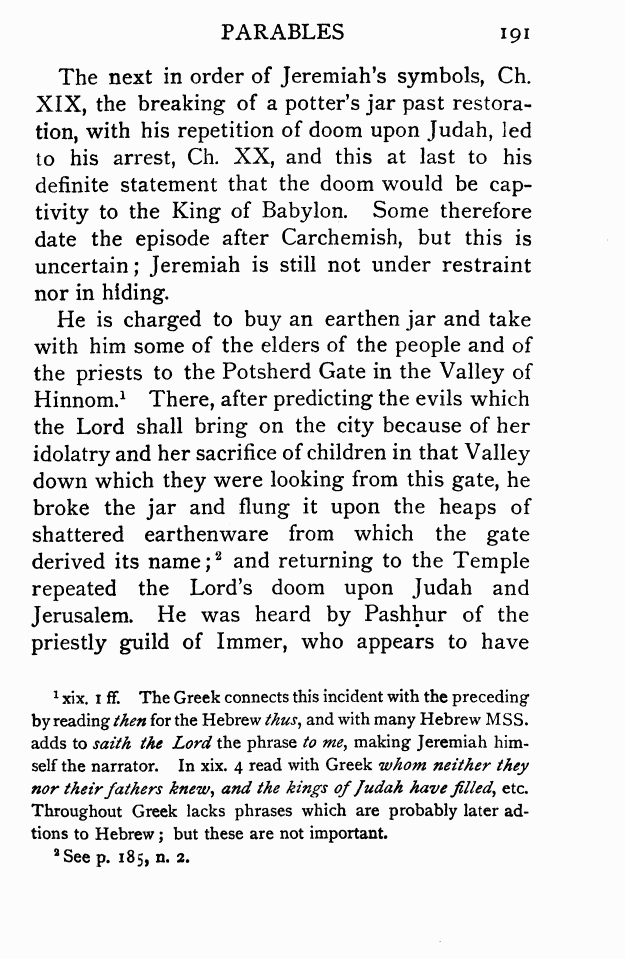 PARABLES 191
The next in order of Jeremiah's symbols, Ch.
XIX, the breaking of a potter's jar past restora-
tion, with his repetition of doom upon Judah, led
to his arrest, Ch. XX, and this at last to his
definite statement that the doom would be cap-
tivity to the King of Babylon. Some therefore
date the episode after Carchemish, but this is
uncertain; Jeremiah is still not under restraint
nor in hiding.
He is charged to buy an earthen jar and take
with him some of the elders of the people and of
the priests to the Potsherd Gate in the Valley of
Hinnom.¹ There, after predicting the evils which
the Lord shall bring on the city because of her
idolatry and her sacrifice of children in that Valley
down which they were looking from this gate, he
broke the jar and flung it upon the heaps of
shattered earthenware from which the gate
derived its name;² and returning to the Temple
repeated the Lord's doom upon Judah and
Jerusalem. He was heard by Pashḥur of the
priestly guild of Immer, who appears to have
¹ xix. 1 ff. The Greek connects this incident with the preceding
by reading then for the Hebrew thus, and with many Hebrew MSS.
adds to saith the Lord the phrase to me, making Jeremiah him-
self the narrator. In xix. 4 read with Greek whom neither they
nor their fathers knew, and the kings of Judah have filled, etc.
Throughout Greek lacks phrases which are probably later ad-
tions to Hebrew; but these are not important.
² See p. 185, n. 2.